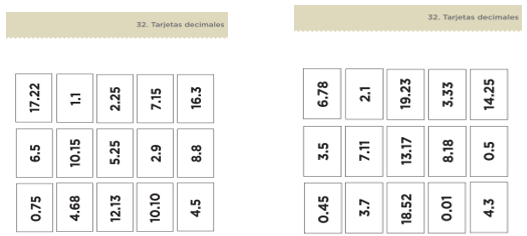 32. Tarjetas decimales
17.22 1.1 2.25 7.15 16.3
6.5 10.15 5.25 2.9 8.8
0.75 4.68 12.13 10.10 4.5
32. Tarjetas decimales
6.78 2.1 19.23 3.33 14.25
3.5 7.11 13.17 8.18 0.5
0.45 3.7 18.52 0.01 4.3